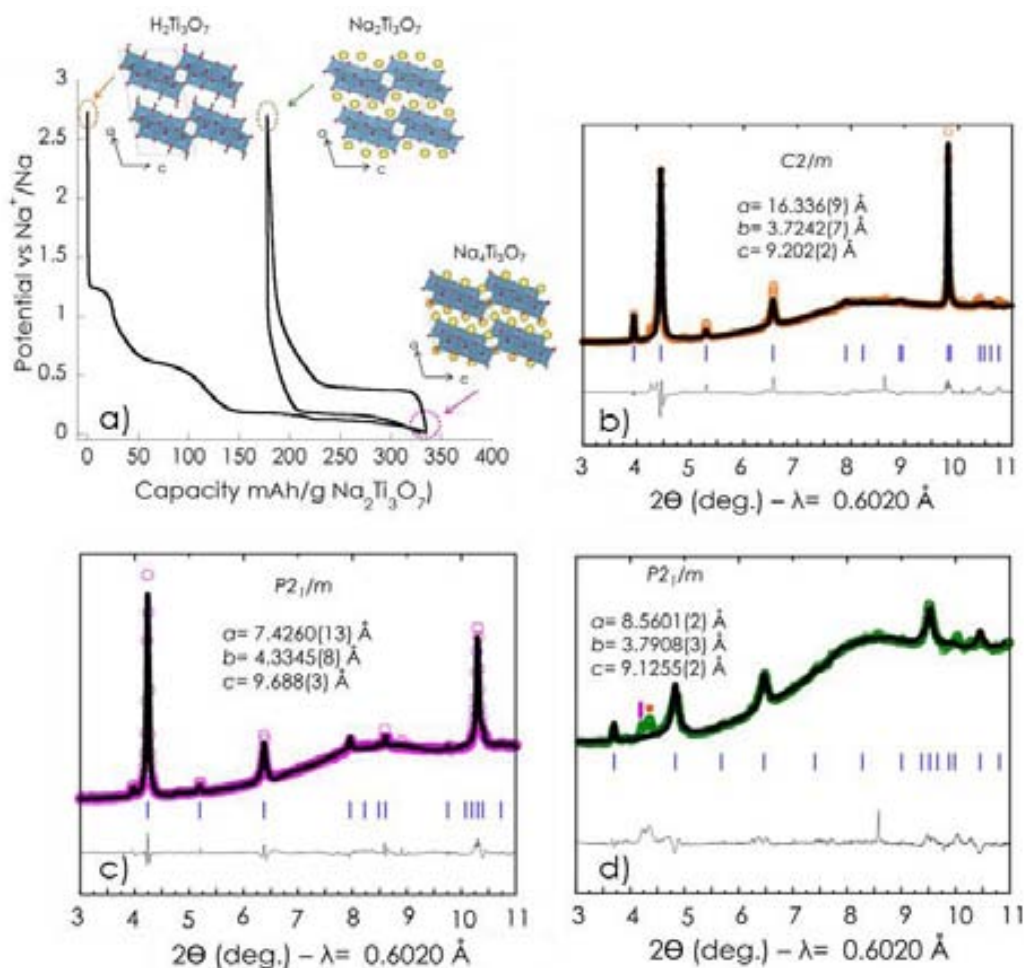 H₂Ti₃O₇
Na₂Ti₃O₇
Na₄Ti₃O₇
a
c
a
c
c
Potential vs Na⁺/Na
3
2.5
2
1.5
1
0.5
0
0 50 100 150 200 250 300 350 400
Capacity mAh/g Na₂Ti₃O₇)
a)
C2/m
a= 16.336(9) Å
b= 3.7242(7) Å
c= 9.202(2) Å
b)
3 4 5 6 7 8 9 10 11
2Θ (deg.) – λ= 0.6020 Å
P2₁/m
a= 7.4260(13) Å
b= 4.3345(8) Å
c= 9.688(3) Å
c)
3 4 5 6 7 8 9 10 11
2Θ (deg.) – λ= 0.6020 Å
P2₁/m
a= 8.5601(2) Å
b= 3.7908(3) Å
c= 9.1255(2) Å
d)
3 4 5 6 7 8 9 10 11
2Θ (deg.) – λ= 0.6020 Å